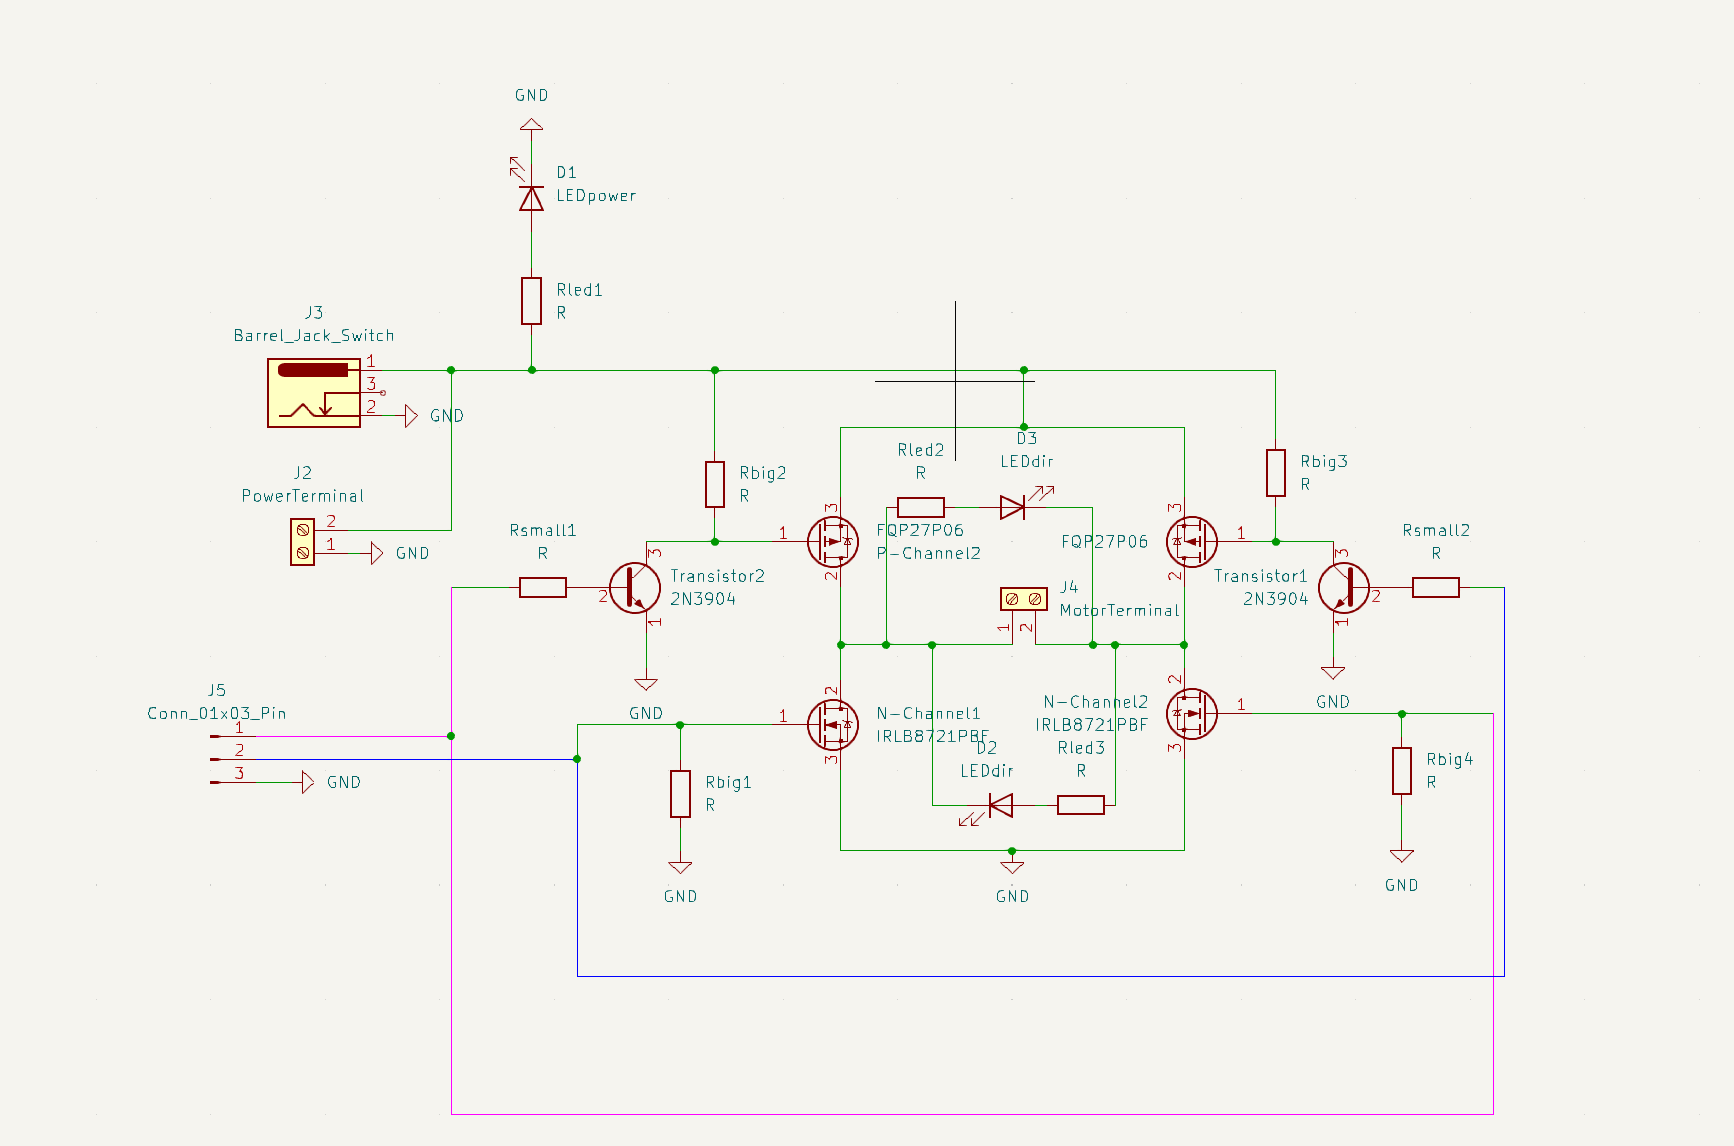 GND
D1
LEDpower
Rled1
R
J3
Barrel_Jack_Switch
1
3
2
GND
J2
PowerTerminal
2
1
GND
Rbig2
R
Rled2
R
D3
LEDdir
Rbig3
R
Rsmall1
R
3
2
1
Transistor2
2N3904
GND
1
3
2
FQP27P06
P-Channel2
J4
MotorTerminal
1
2
FQP27P06
3
1
2
Transistor1
2N3904
3
2
1
GND
Rsmall2
R
J5
Conn_01x03_Pin
1
2
3
GND
Rbig1
R
GND
1
2
3
N-Channel1
IRLB8721PBF
D2
LEDdir
N-Channel2
IRLB8721PBF
Rled3
R
2
1
3
GND
Rbig4
R
GND